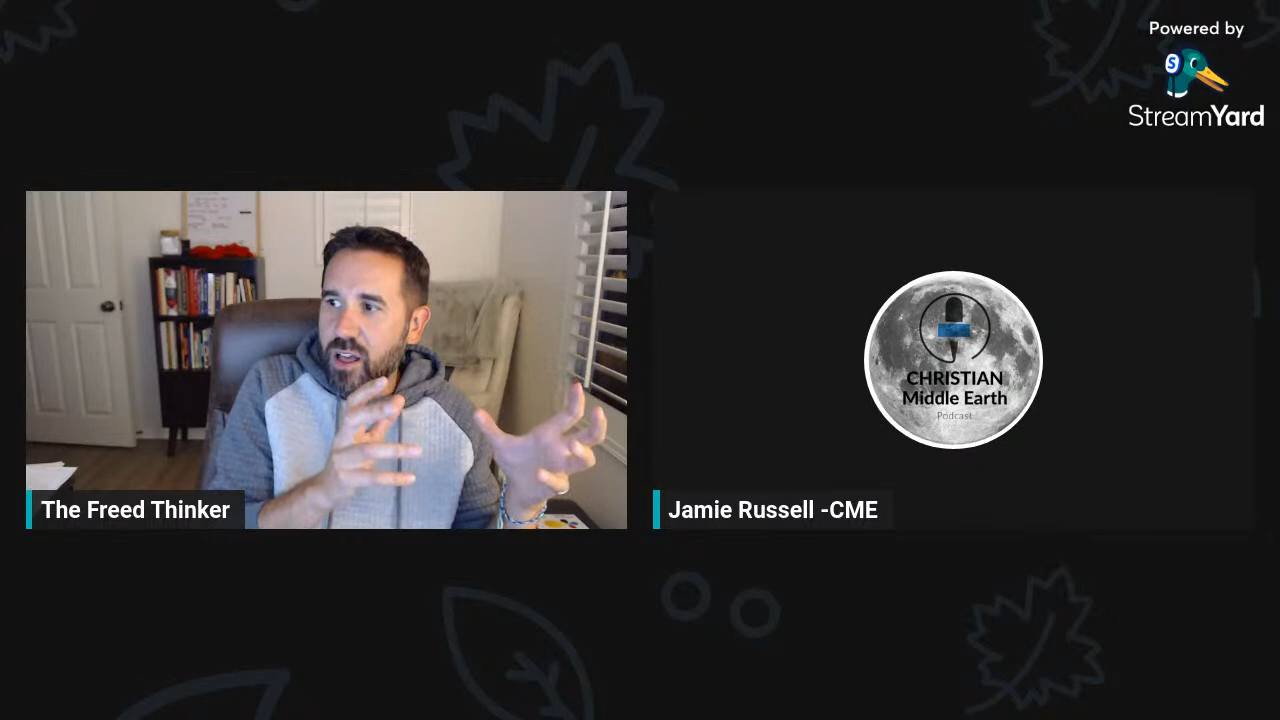 Powered by
StreamYard
CHRISTIAN
Middle Earth
Podcast
The Freed Thinker
Jamie Russell -CME